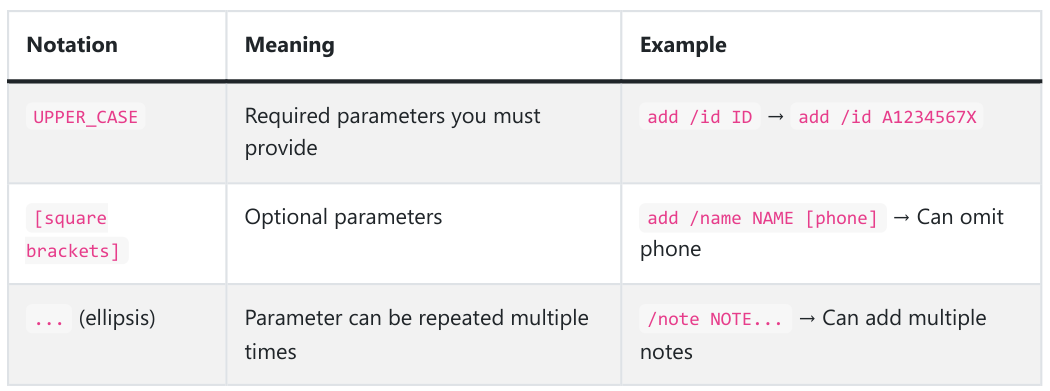 Notation Meaning Example
UPPER_CASE
Required parameters you must
provide
add /id ID → add /id A1234567X
[square
brackets]
Optional parameters
add /name NAME [phone] → Can omit
phone
... (ellipsis)
Parameter can be repeated multiple
times
/note NOTE... → Can add multiple
notes